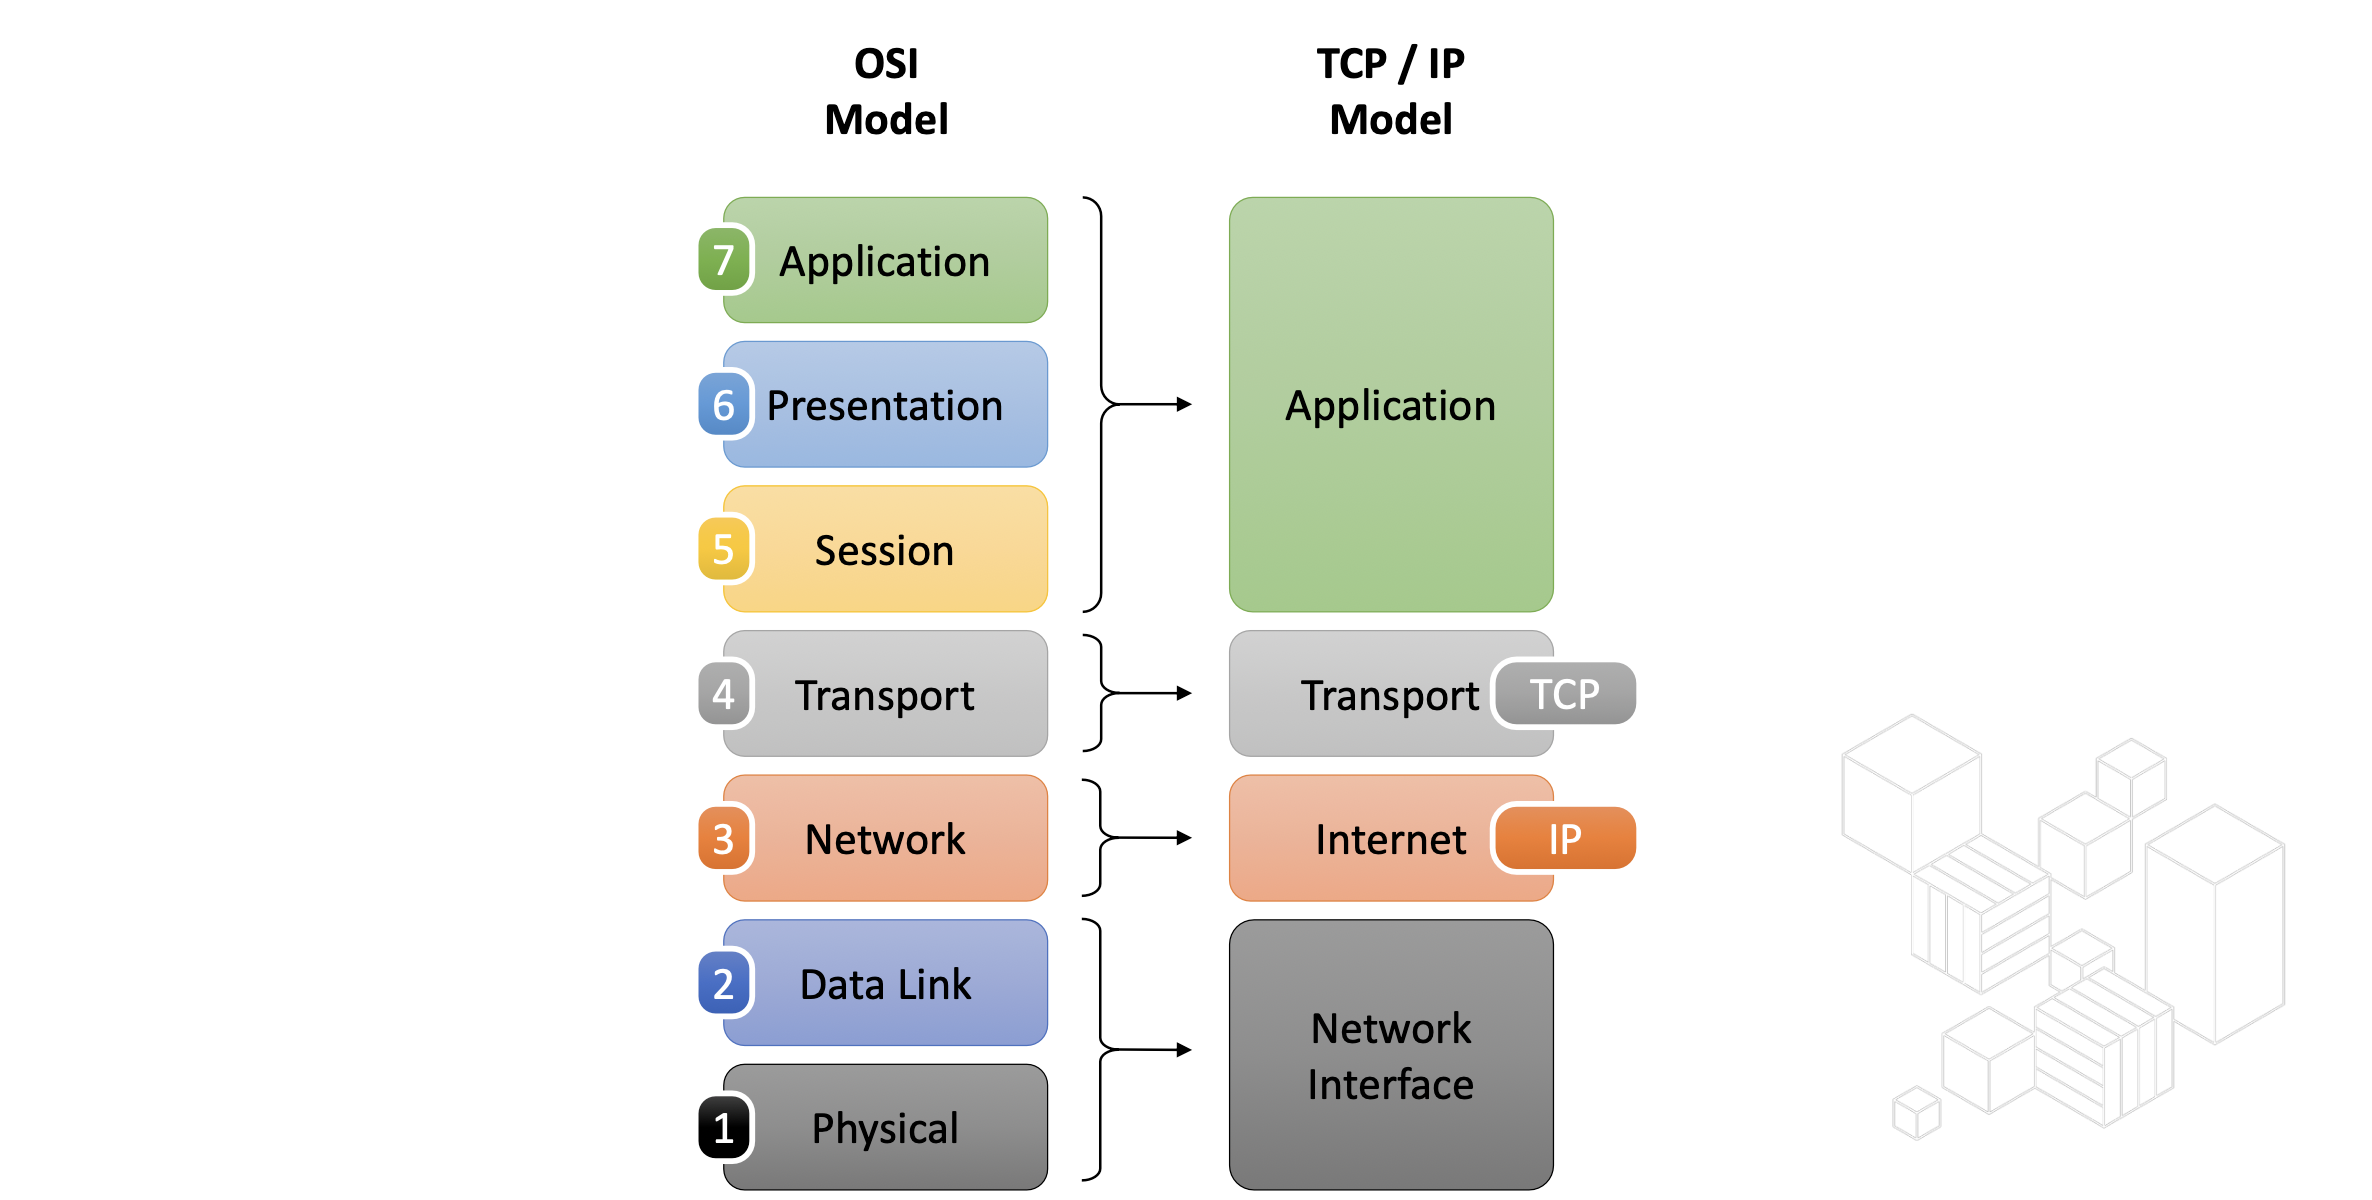 OSI
Model
TCP / IP
Model
7
Application
6
Presentation
5
Session
4
Transport
3
Network
2
Data Link
1
Physical
Application
Transport
TCP
Internet
IP
Network
Interface